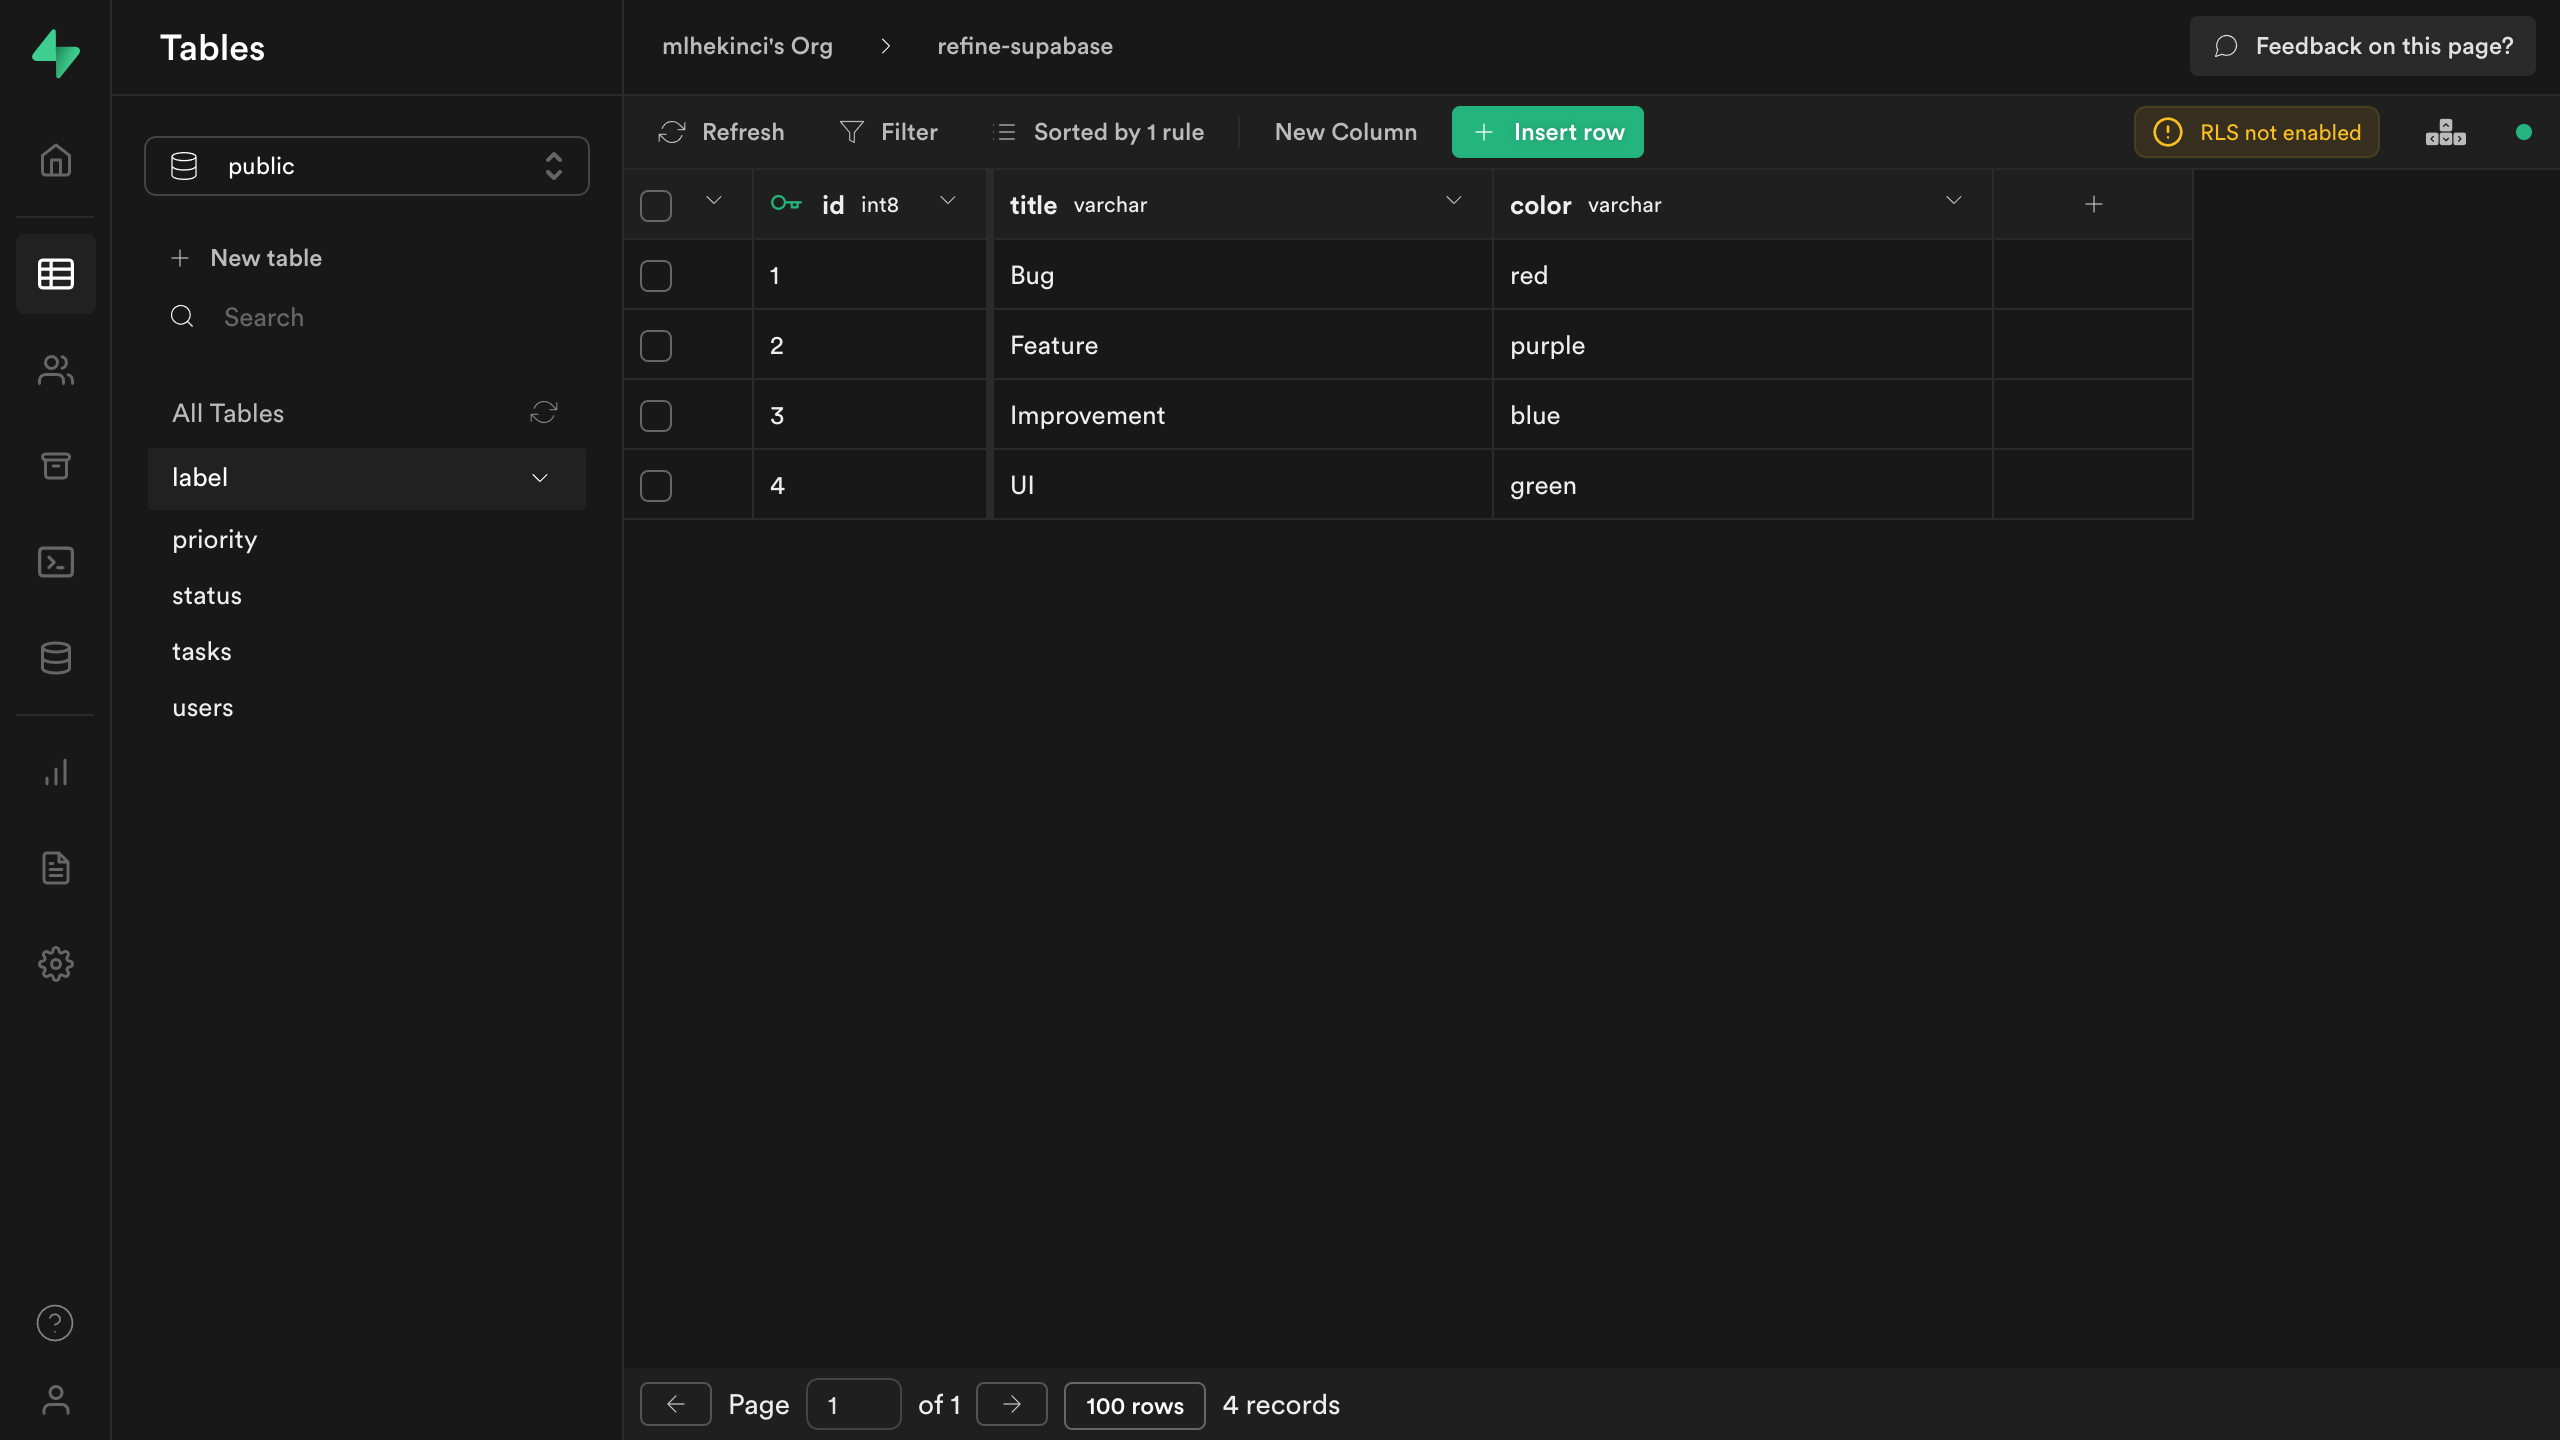 Tables
mlhekinci's Org > refine-supabase
Feedback on this page?
public
New table
Search
All Tables
label
priority
status
tasks
users
Refresh Filter Sorted by 1 rule New Column + Insert row RLS not enabled
id int8 title varchar color varchar +
1 Bug red
2 Feature purple
3 Improvement blue
4 UI green
Page 1 of 1 100 rows 4 records